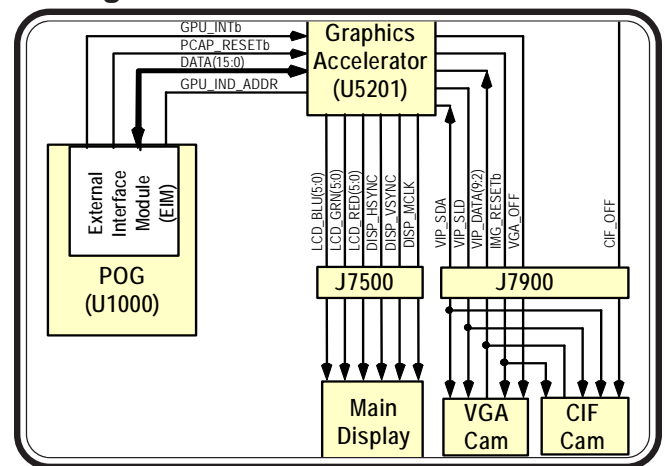 GPU_INTb
PCAP_RESETb
DATA(15:0)
GPU_IND_ADDR
Graphics
Accelerator
(U5201)
External
Interface
Module
(EIM)
POG
(U1000)
LCD_BLU(5:0)
LCD_GRN(5:0)
LCD_RED(5:0)
DISP_HSYNC
DISP_VSYNC
DISP_MCLK
VIP_SDA
VIP_SLD
VIP_DATA(9:2)
IMG_RESETb
VGA_OFF
CIF_OFF
J7500
J7900
Main
Display
VGA
Cam
CIF
Cam